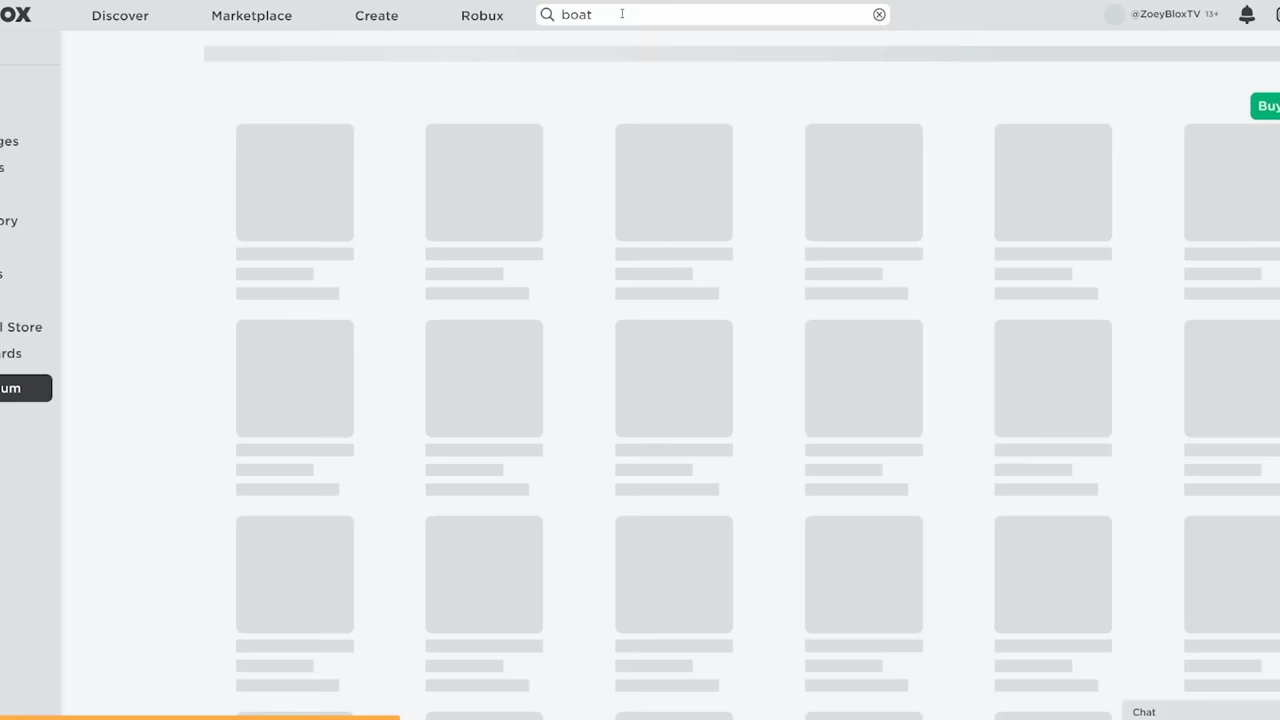 OX
Discover
Marketplace
Create
Robux
boat
@ZoeyBloxTV 13+
Buy
ges
s
ory
s
l Store
rds
um
Chat